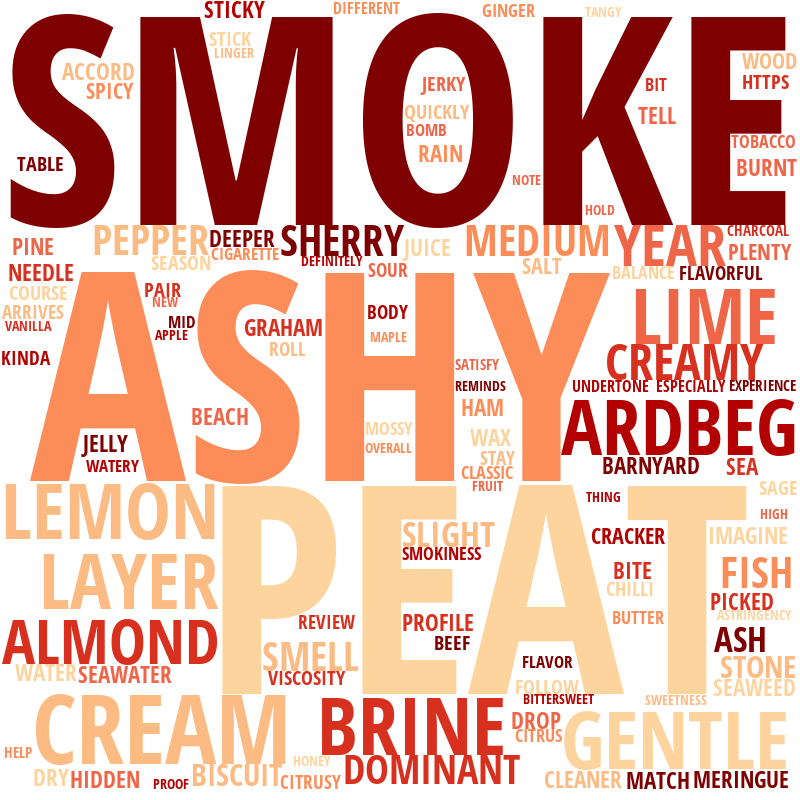 STICKY
DIFFERENT
GINGER
TANGY
SMOKE
STICK
LINGER
ACCORD
SPICY
WOOD
HTTPS
JERKY
BIT
QUICKLY
BOMB
TELL
RAIN
TOBACCO
BURNT
TABLE
NOTE
HOLD
PINE
PEPPER
DEEPER
SHERRY
JUICE
MEDIUM
YEAR
CHARCOAL
PLENTY
CIGARETTE
SEASON
DEFINITELY
SOUR
SALT
BALANCE
FLAVORFUL
NEEDLE
COURSE
ARRIVES
VANILLA
PAIR
NEW
MID
APPLE
ASHY
GRAHAM
ROLL
BODY
MAPLE
LIME
CREAMY
KINDA
SATISFY
REMINDS
UNDERTONE
ESPECIALLY
EXPERIENCE
BEACH
HAM
ARDBEG
MOSSY
OVERALL
WAX
STAY
CLASSIC
FRUIT
JELLY
WATERY
BARNYARD
SEA
LEMON
PEAT
THING
SAGE
HIGH
SLIGHT
SMOKINESS
CRACKER
IMAGINE
LAYER
BITE
CHILLI
FISH
PICKED
BUTTER
ASTRINGENCY
ALMOND
REVIEW
PROFILE
BEEF
ASH
WATER
SEAWATER
SMELL
VISCOSITY
FLAVOR
FOLLOW
STONE
SEAWEED
BITTERSWEET
SWEETNESS
CREAM
BRINE
DROP
CITRUS
GENTLE
HELP
HONEY
DOMINANT
DRY
HIDDEN
PROOF
BISCUIT
CITRUSY
CLEANER
MATCH
MERINGUE